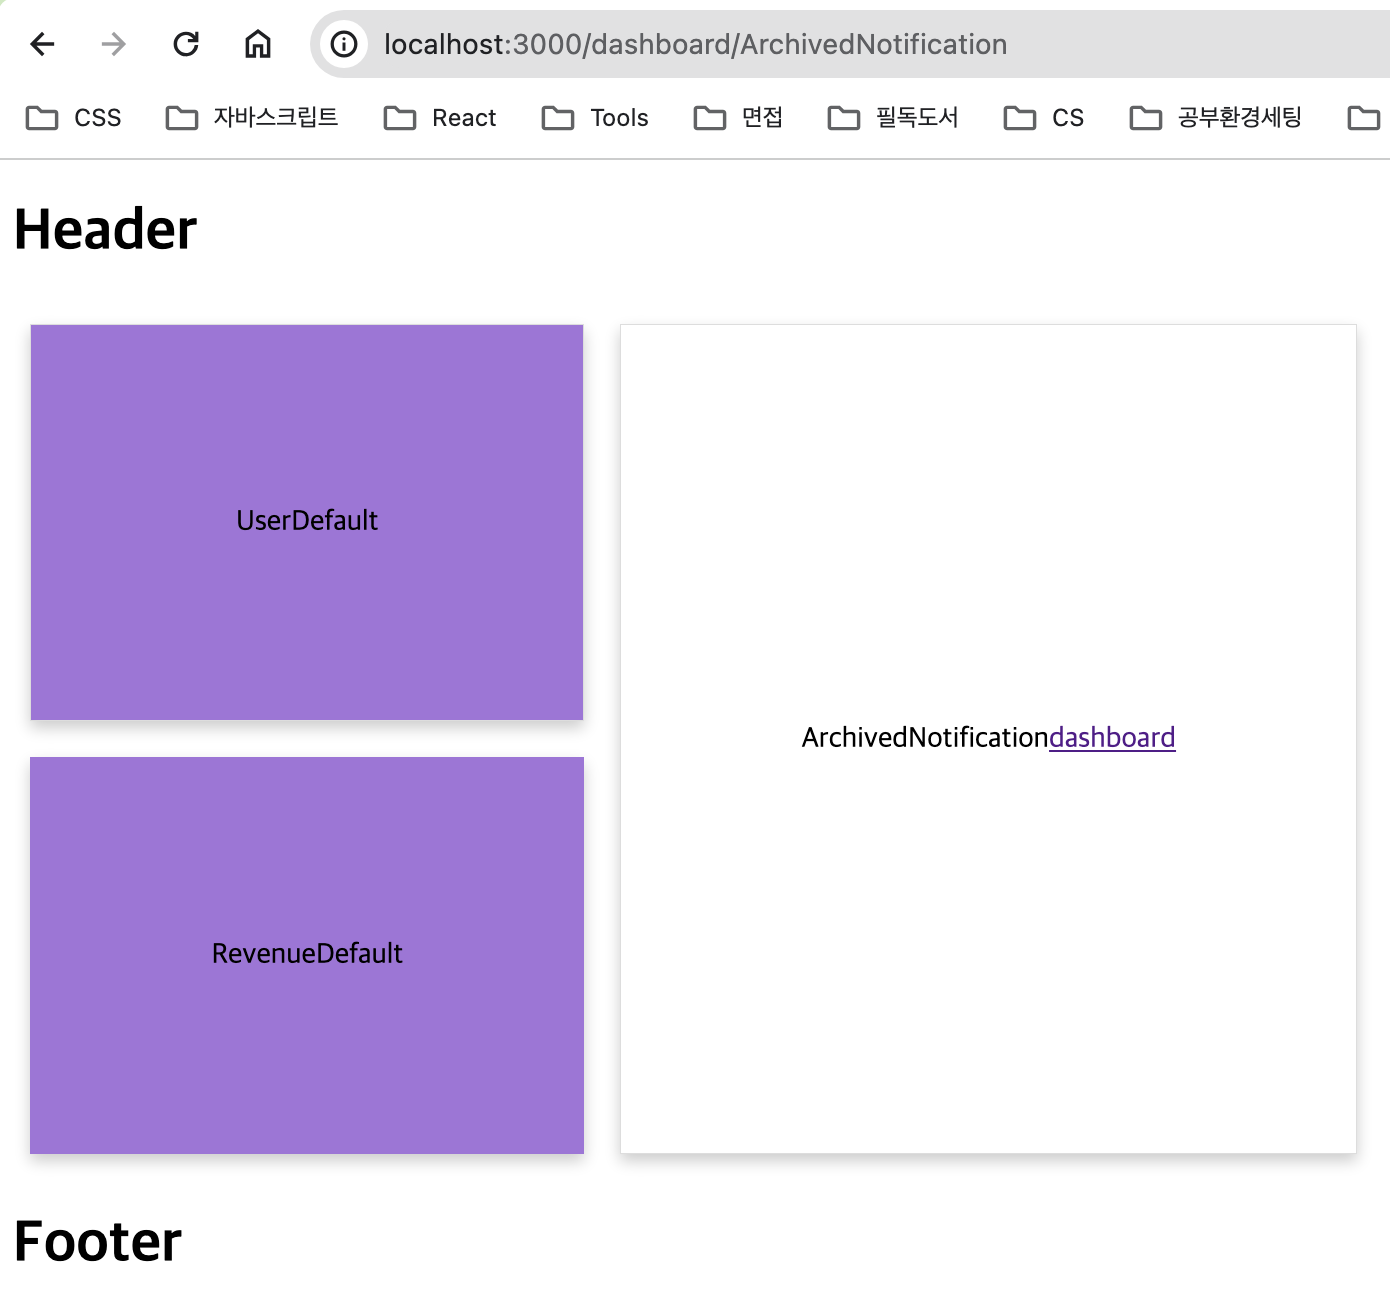 localhost:3000/dashboard/ArchivedNotification
CSS 자바스크립트 React Tools 면접 필독도서 CS 공부환경세팅
Header
UserDefault
ArchivedNotificationdashboard
RevenueDefault
Footer